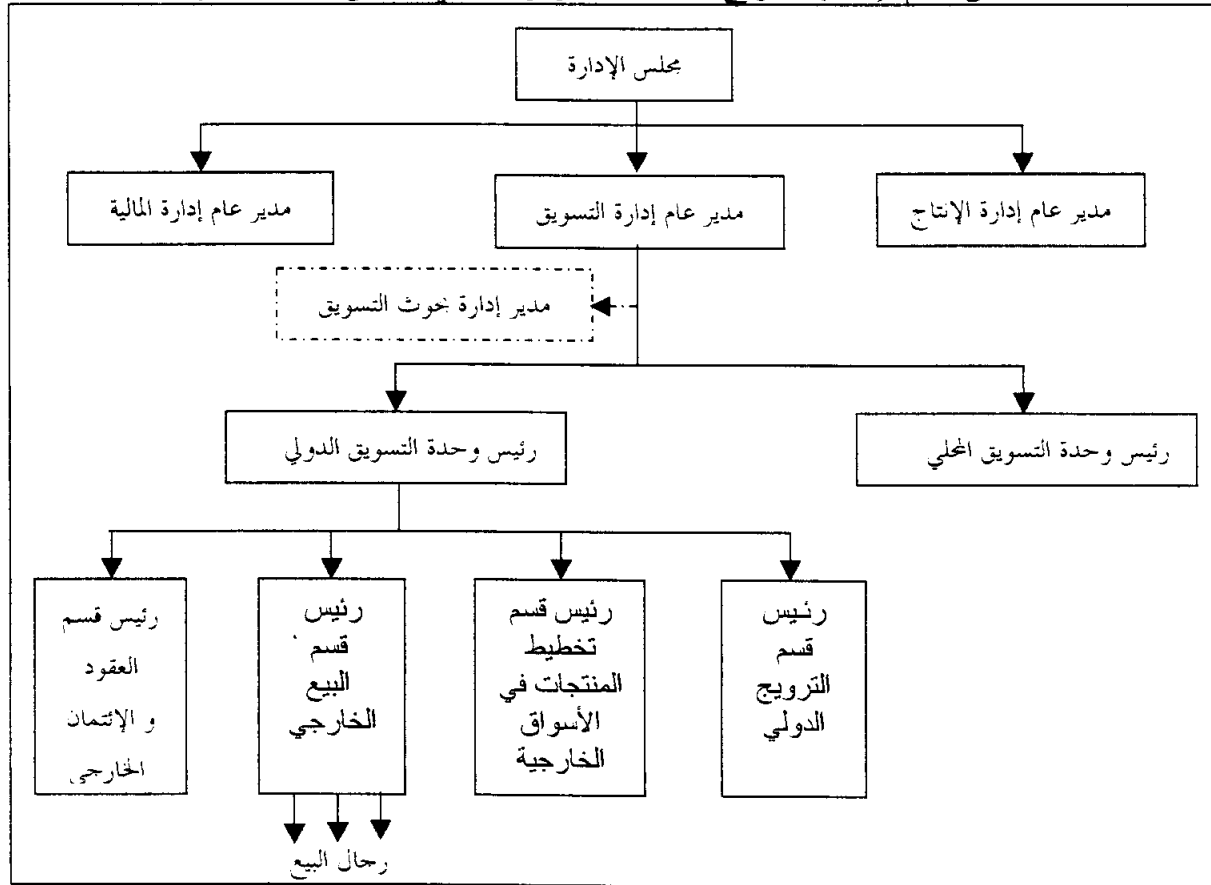 مجلس الإدارة
مدير عام إدارة الإنتاج
مدير عام إدارة التسويق
مدير عام إدارة المالية
مدير إدارة بحوث التسويق
رئيس وحدة التسويق المحلي
رئيس وحدة التسويق الدولي
رئيس
قسم
الترويج
الدولي
رئيس قسم
تخطيط
المنتجات في
الأسواق
الخارجية
رئيس
قسم
البيع
الخارجي
رئيس قسم
العقود
و الإئتمان
الخارجي
رجال البيع